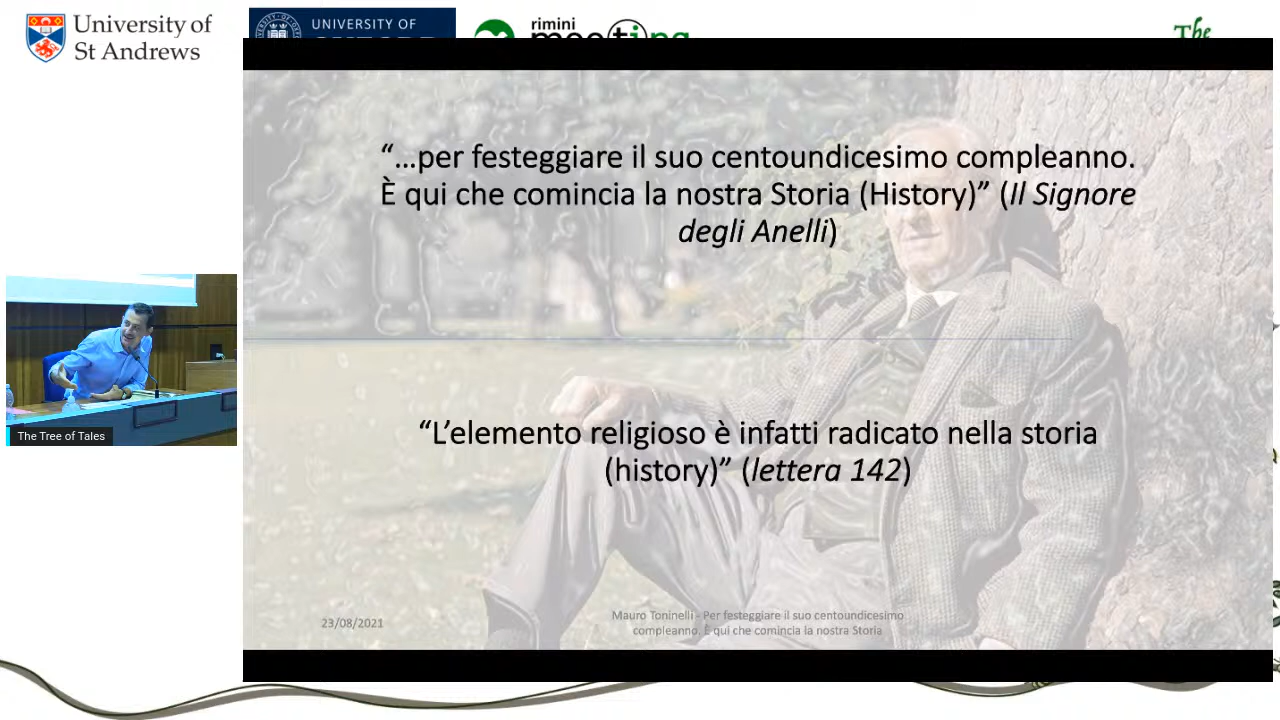 University of
St Andrews
UNIVERSITY OF
rimini
meeting
The
“...per festeggiare il suo centoundicesimo compleanno.
È qui che comincia la nostra Storia (History)” (Il Signore
degli Anelli)
“L’elemento religioso è infatti radicato nella storia
(history)” (lettera 142)
The Tree of Tales
23/08/2021
Mauro Toninelli - Per festeggiare il suo centoundicesimo
compleanno. È qui che comincia la nostra Storia